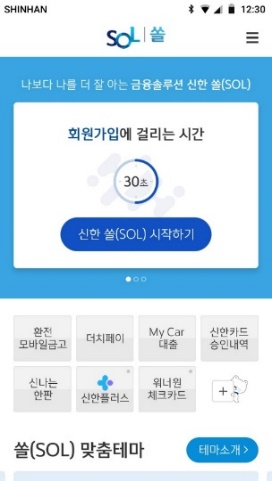 SHINHAN 12:30
SOL | 쏠
나보다 나를 더 잘 아는 금융솔루션 신한 쏠(SOL)
회원가입에 걸리는 시간
30초
신한 쏠(SOL) 시작하기
환전
모바일금고
더치페이
My Car
대출
신한카드
승인내역
신나는
한판
신한플러스
워너원
체크카드
+
쏠(SOL) 맞춤테마
테마소개 >